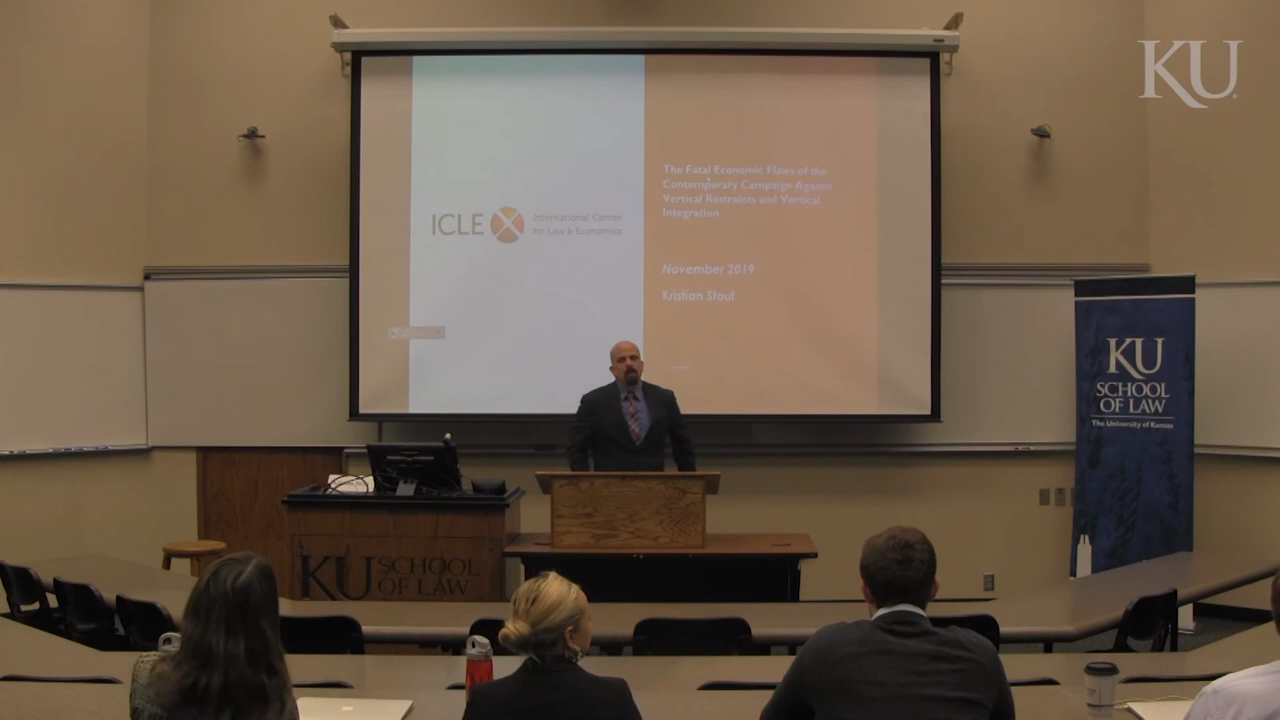 KU
ICLE
International Center
for Law & Economics
The Fatal Economic Flaws of the
Contemporary Campaign Against
Vertical Restraints and Vertical
Integration
November 2019
Kristian Stout
KU
SCHOOL
OF LAW
The University of Kansas
KU SCHOOL
OF LAW